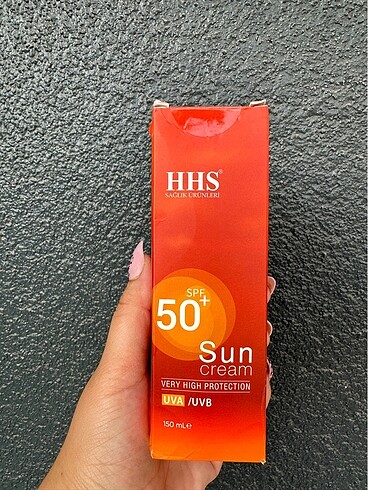 HHS®
SAĞLIK ÜRÜNLERİ
SPF
50+
Sun
cream
VERY HIGH PROTECTION
UVA /UVB
150 mL℮